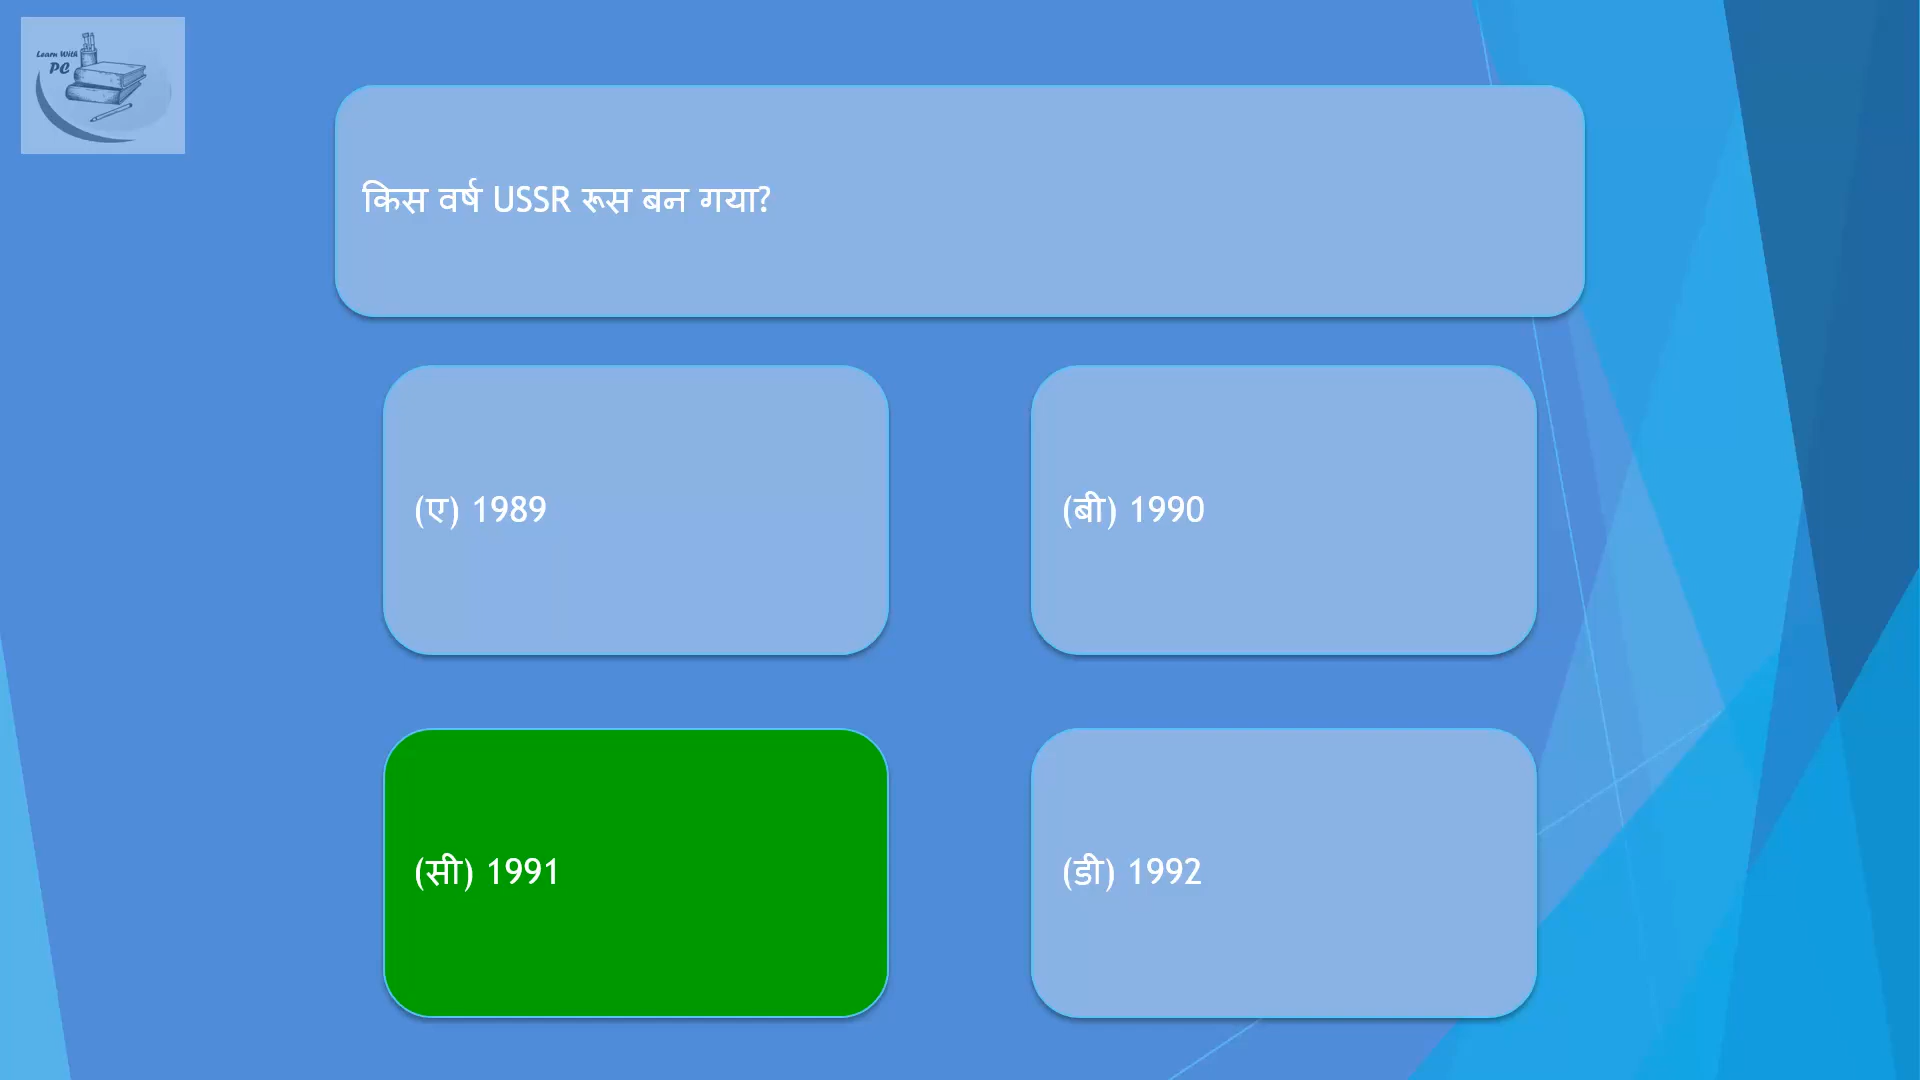 Learn With
PC
किस वर्ष USSR रूस बन गया?
(ए) 1989
(बी) 1990
(सी) 1991
(डी) 1992